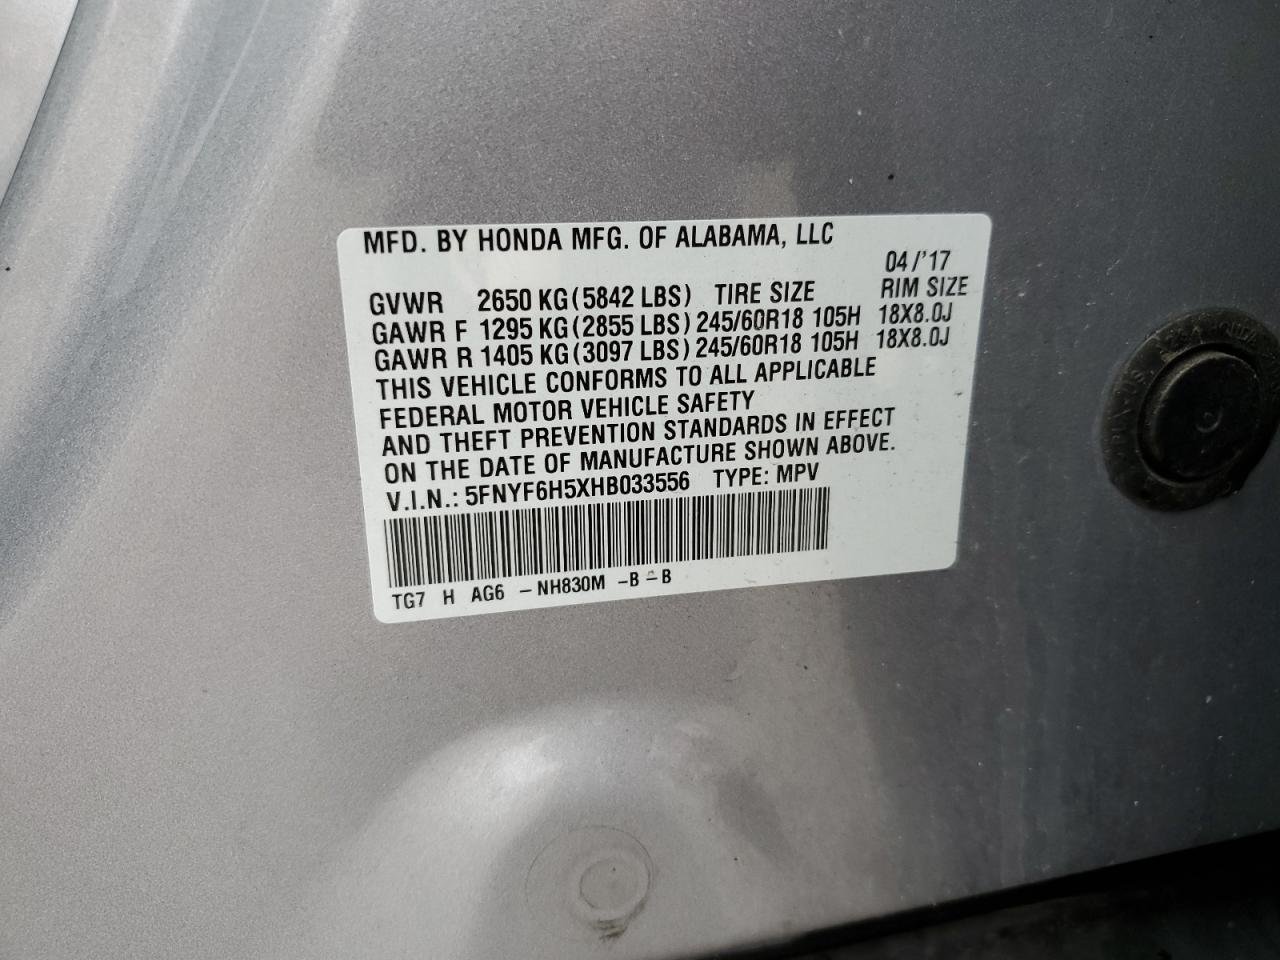 MFD. BY HONDA MFG. OF ALABAMA, LLC
04/'17
GVWR 2650 KG (5842 LBS) TIRE SIZE RIM SIZE
GAWR F 1295 KG (2855 LBS) 245/60R18 105H 18X8.0J
GAWR R 1405 KG (3097 LBS) 245/60R18 105H 18X8.0J
THIS VEHICLE CONFORMS TO ALL APPLICABLE
FEDERAL MOTOR VEHICLE SAFETY
AND THEFT PREVENTION STANDARDS IN EFFECT
ON THE DATE OF MANUFACTURE SHOWN ABOVE.
V.I.N.: 5FNYF6H5XHB033556 TYPE: MPV
TG7 H AG6 - NH830M - B - B